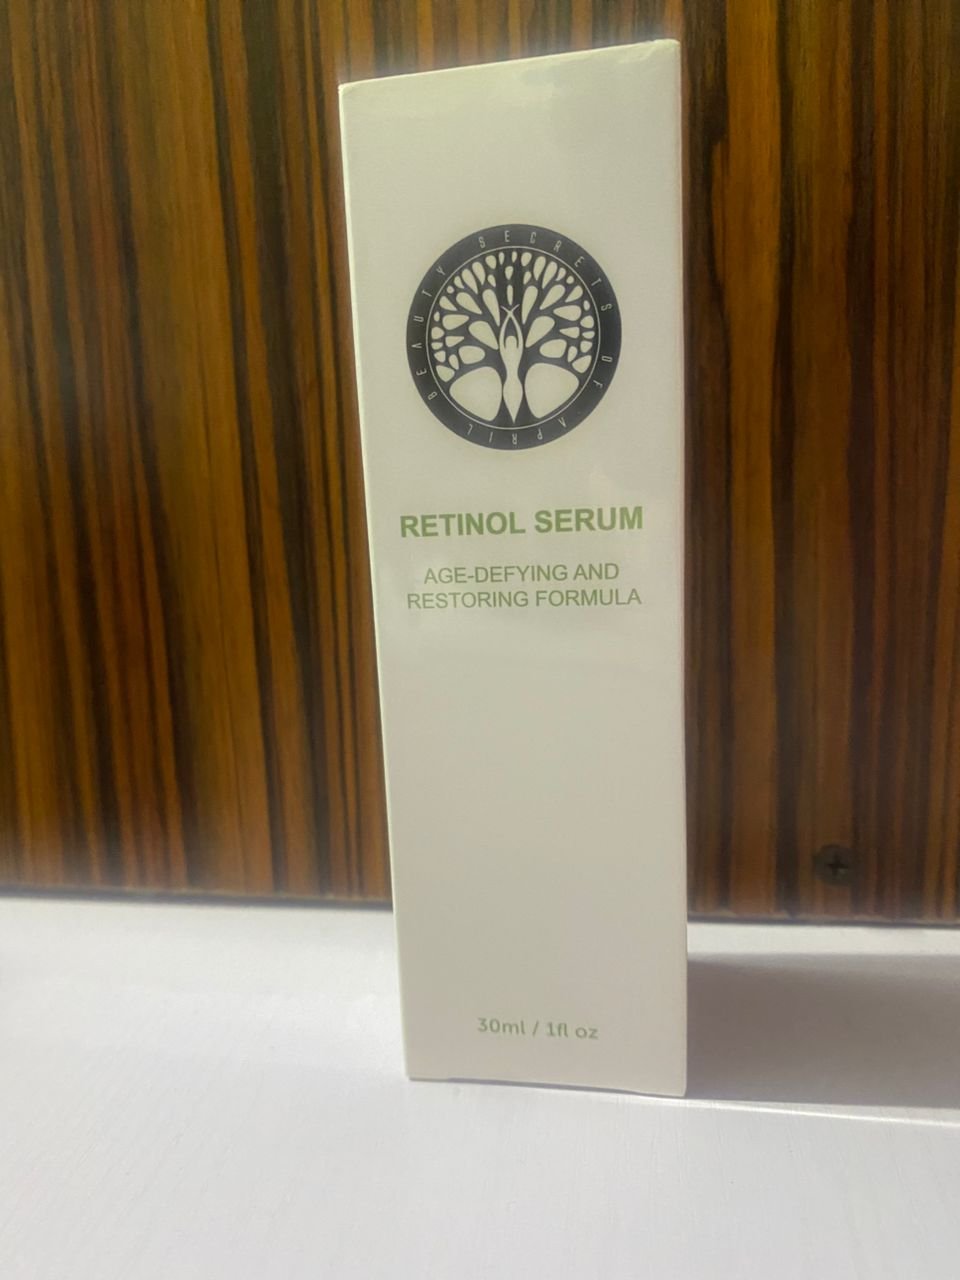 BEAUTY SECRETS OF APRIL
RETINOL SERUM
AGE-DEFYING AND
RESTORING FORMULA
30ml / 1fl oz